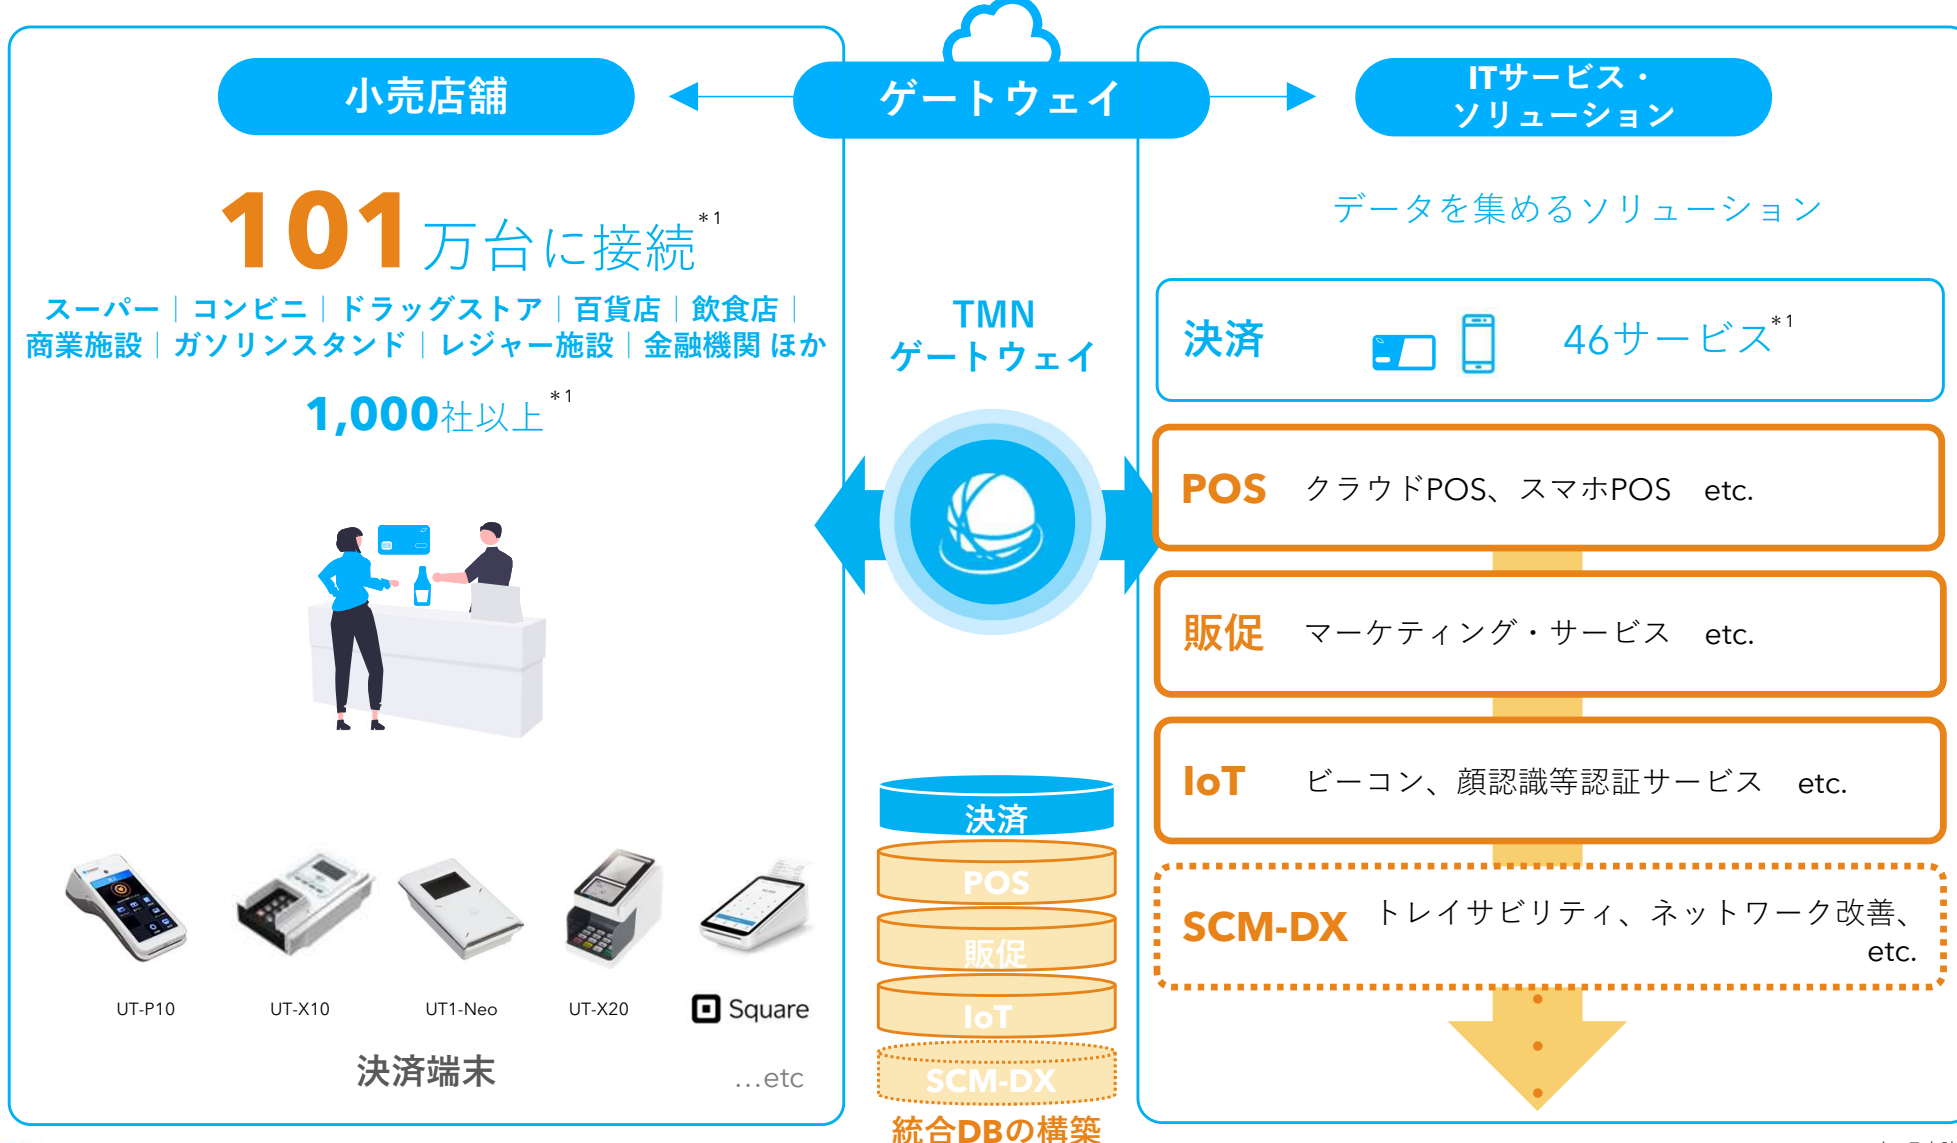 小売店舗
ゲートウェイ
ITサービス・
ソリューション
101万台に接続*1
スーパー｜コンビニ｜ドラッグストア｜百貨店｜飲食店｜
商業施設｜ガソリンスタンド｜レジャー施設｜金融機関 ほか
1,000社以上*1
UT-P10
UT-X10
UT1-Neo
UT-X20
Square
決済端末
…etc
TMN
ゲートウェイ
決済
POS
販促
IoT
SCM-DX
統合DBの構築
データを集めるソリューション
決済 46サービス*1
POS クラウドPOS、スマホPOS etc.
販促 マーケティング・サービス etc.
IoT ビーコン、顔認識等認証サービス etc.
SCM-DX トレイサビリティ、ネットワーク改善、
etc.